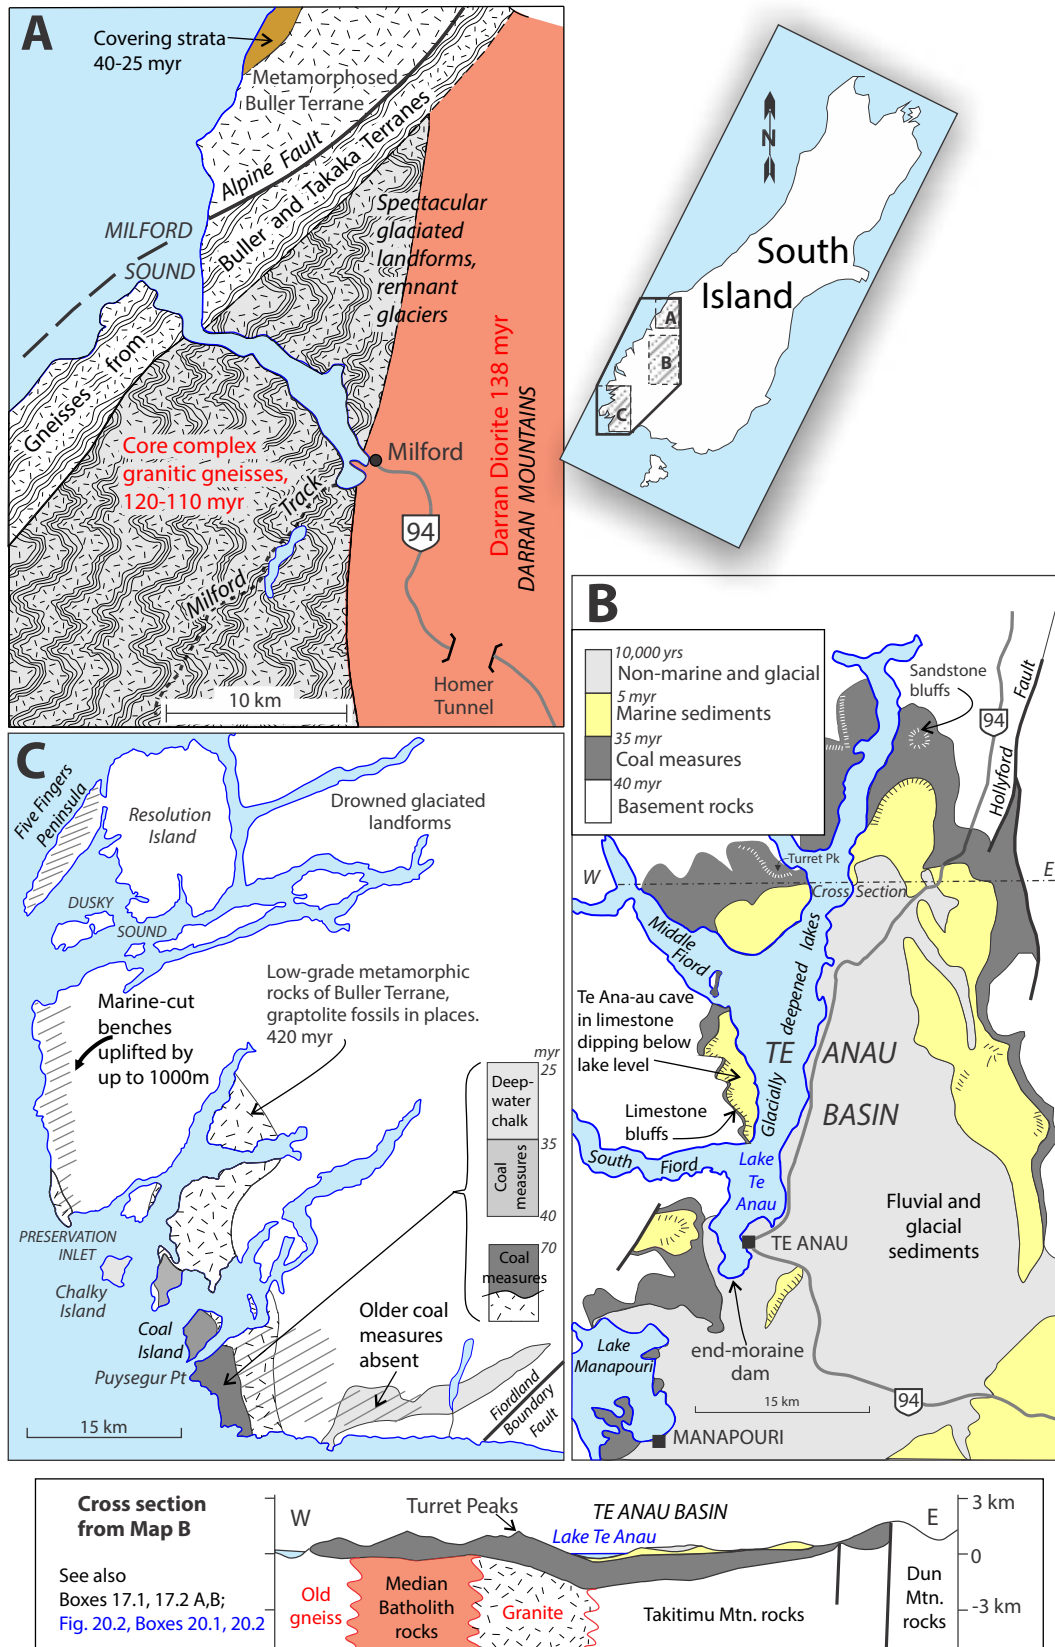 A
Covering strata
40-25 myr
Metamorphosed
Buller Terrane
Alpine Fault
Buller and Takaka Terranes
MILFORD
SOUND
Spectacular
glaciated
landforms,
remnant
glaciers
Gneisses from
Core complex
granitic gneisses,
120-110 myr
Milford
Track
Milford
94
Darran Diorite 138 myr
DARRAN MOUNTAINS
10 km
Homer
Tunnel
N
South
Island
A
B
C
B
10,000 yrs
Non-marine and glacial
5 myr
Marine sediments
35 myr
Coal measures
40 myr
Basement rocks
Sandstone
bluffs
94
Hollyford
Fault
Turret Pk
W
E
Cross Section
Middle
Fiord
Glacially deepened lakes
Te Ana-au cave
in limestone
dipping below
lake level
TE ANAU
BASIN
Limestone
bluffs
South Fiord
Lake
Te
Anau
Fluvial and
glacial
sediments
TE ANAU
end-moraine
dam
Lake
Manapouri
15 km
94
MANAPOURI
C
Five Fingers
Peninsula
Resolution
Island
Drowned glaciated
landforms
DUSKY
SOUND
Low-grade metamorphic
rocks of Buller Terrane,
graptolite fossils in places.
420 myr
Marine-cut
benches
uplifted by
up to 1000m
myr
25
Deep-
water
chalk
35
Coal
measures
40
70
Coal
measures
PRESERVATION
INLET
Chalky
Island
Coal
Island
Puysegur Pt
Older coal
measures
absent
Fiordland
Boundary
Fault
15 km
Cross section
from Map B
See also
Boxes 17.1, 17.2 A,B;
Fig. 20.2, Boxes 20.1, 20.2
W
Turret Peaks
TE ANAU BASIN
Lake Te Anau
E
3 km
0
-3 km
Old
gneiss
Median
Batholith
rocks
Granite
Takitimu Mtn. rocks
Dun
Mtn.
rocks